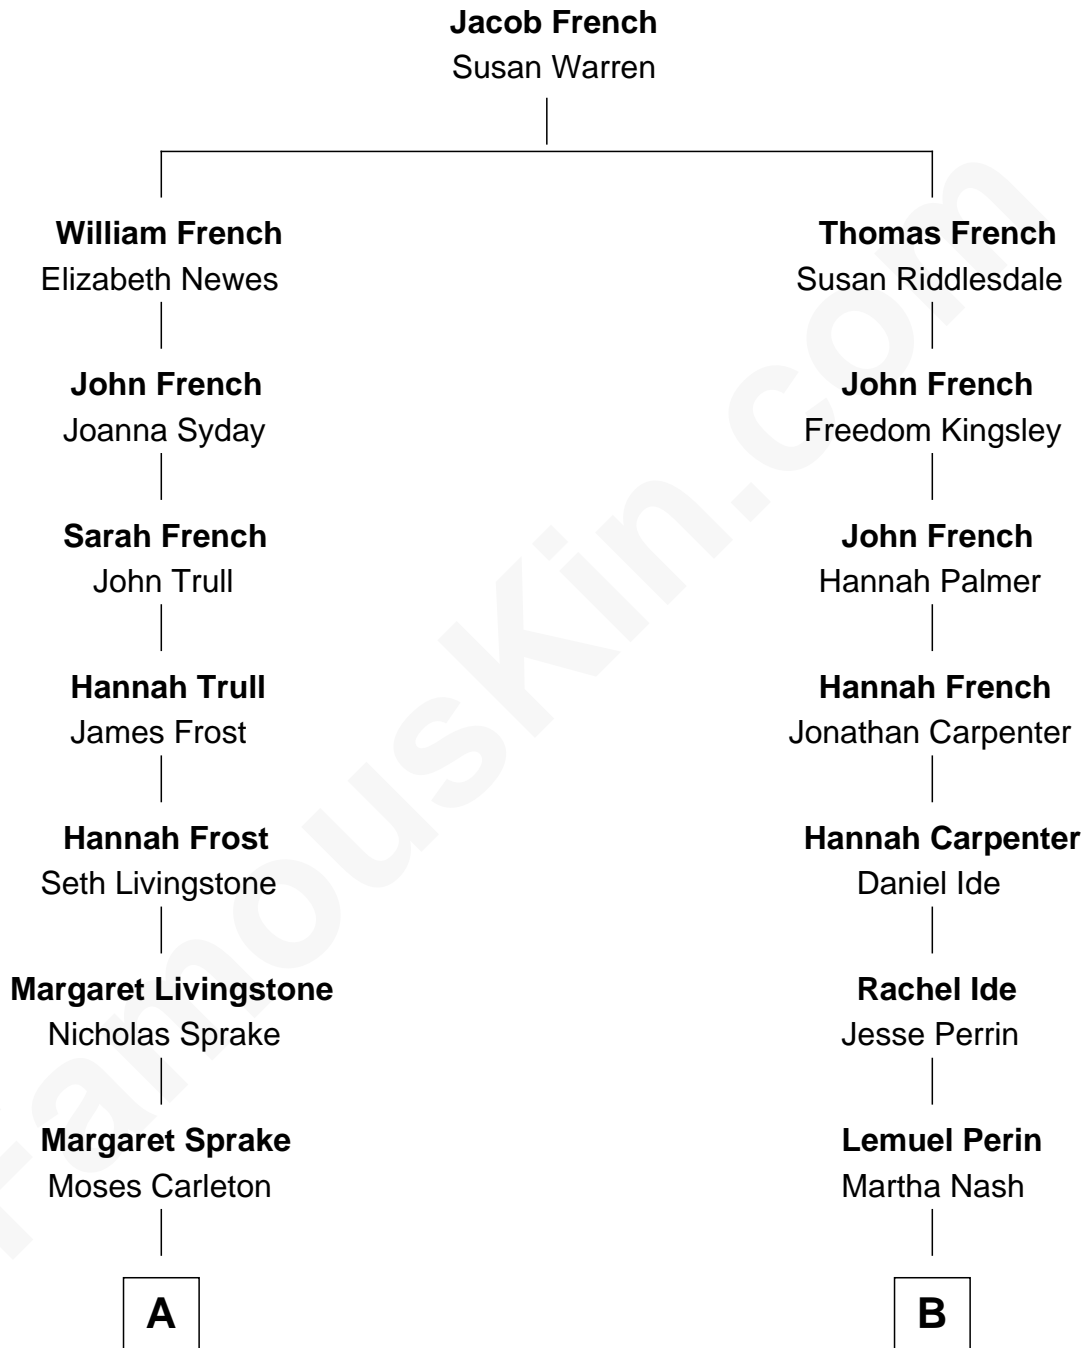 Jacob French
Susan Warren
William French
Elizabeth Newes
John French
Joanna Syday
Sarah French
John Trull
Hannah Trull
James Frost
Hannah Frost
Seth Livingstone
Margaret Livingstone
Nicholas Sprake
Margaret Sprake
Moses Carleton
A
Thomas French
Susan Riddlesdale
John French
Freedom Kingsley
John French
Hannah Palmer
Hannah French
Jonathan Carpenter
Hannah Carpenter
Daniel Ide
Rachel Ide
Jesse Perrin
Lemuel Perin
Martha Nash
B
FamousKin.com